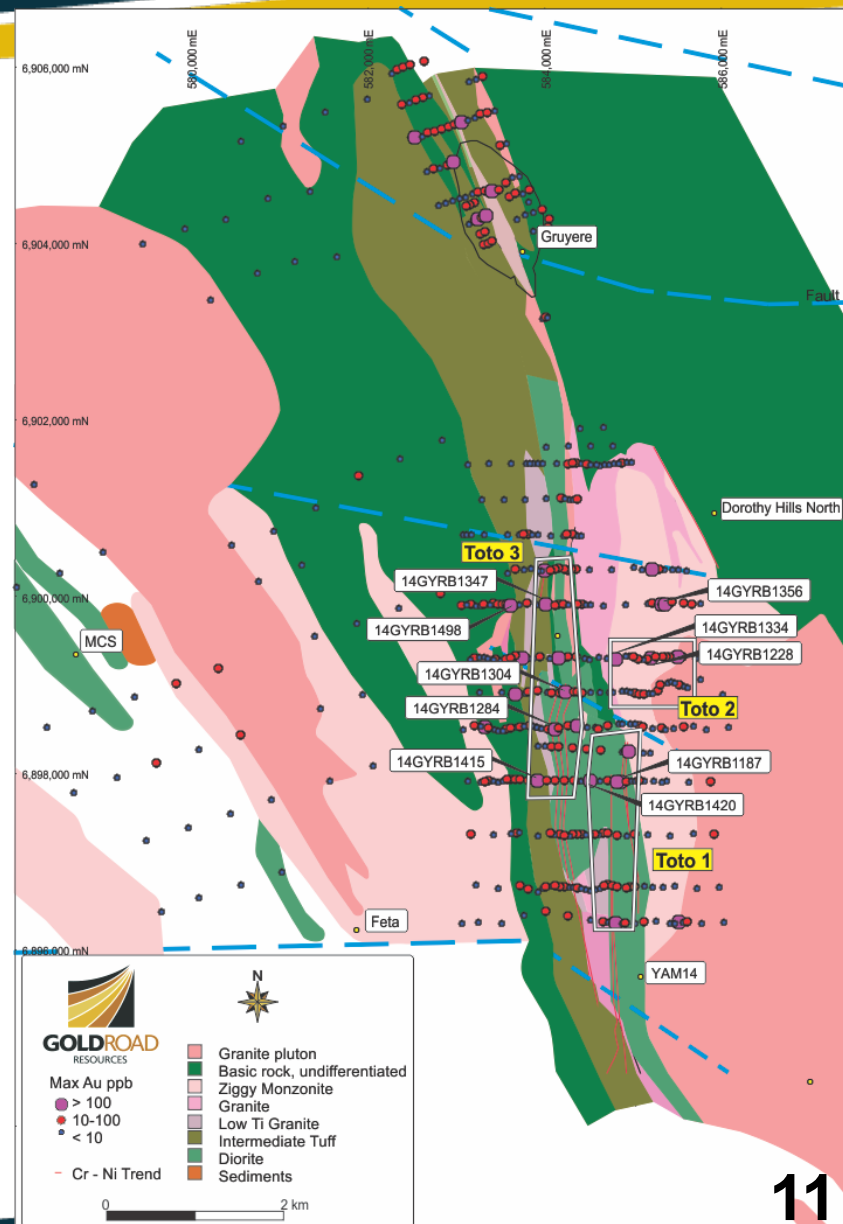 580,000 mE
582,000 mE
584,000 mE
586,000 mE
6,906,000 mN
Gruyere
6,904,000 mN
Fault
6,902,000 mN
Dorothy Hills North
Toto 3
14GYRB1347
14GYRB1356
6,900,000 mN
14GYRB1498
14GYRB1334
MCS
14GYRB1228
14GYRB1304
14GYRB1284
Toto 2
14GYRB1415
14GYRB1187
6,898,000 mN
14GYRB1420
Toto 1
Feta
6,896,000 mN
YAM14
N
GOLDROAD
RESOURCES
Max Au ppb
> 100
10-100
< 10
Cr - Ni Trend
Granite pluton
Basic rock, undifferentiated
Ziggy Monzonite
Granite
Low Ti Granite
Intermediate Tuff
Diorite
Sediments
0
2 km
11